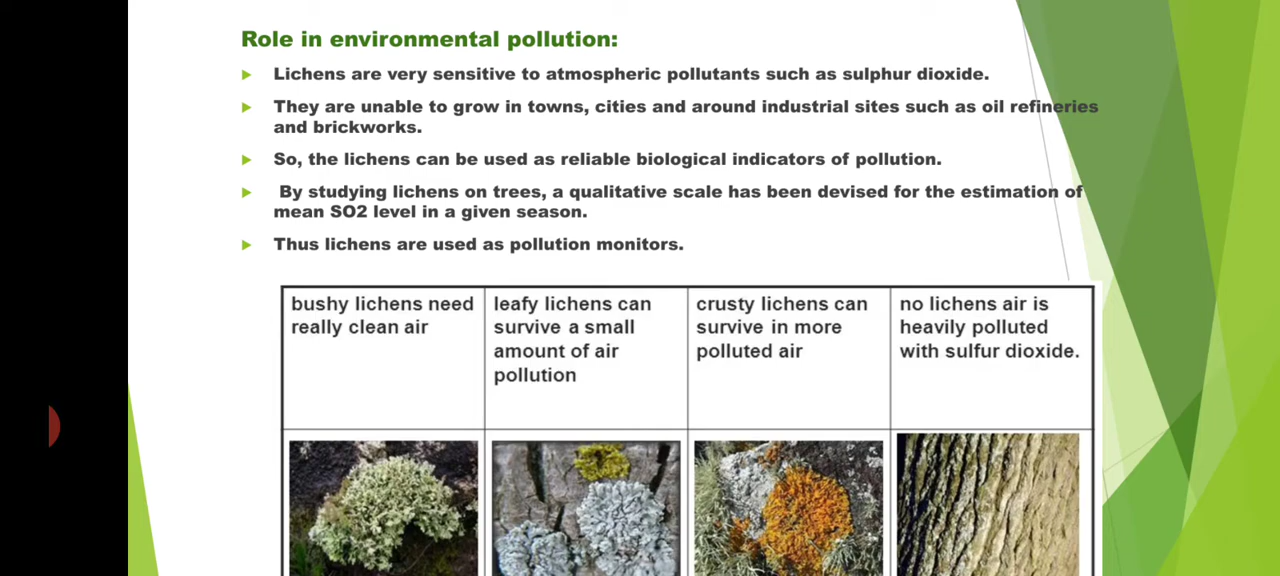 Role in environmental pollution:
Lichens are very sensitive to atmospheric pollutants such as sulphur dioxide.
They are unable to grow in towns, cities and around industrial sites such as oil refineries
and brickworks.
So, the lichens can be used as reliable biological indicators of pollution.
By studying lichens on trees, a qualitative scale has been devised for the estimation of
mean SO2 level in a given season.
Thus lichens are used as pollution monitors.
bushy lichens need
really clean air
leafy lichens can
survive a small
amount of air
pollution
crusty lichens can
survive in more
polluted air
no lichens air is
heavily polluted
with sulfur dioxide.